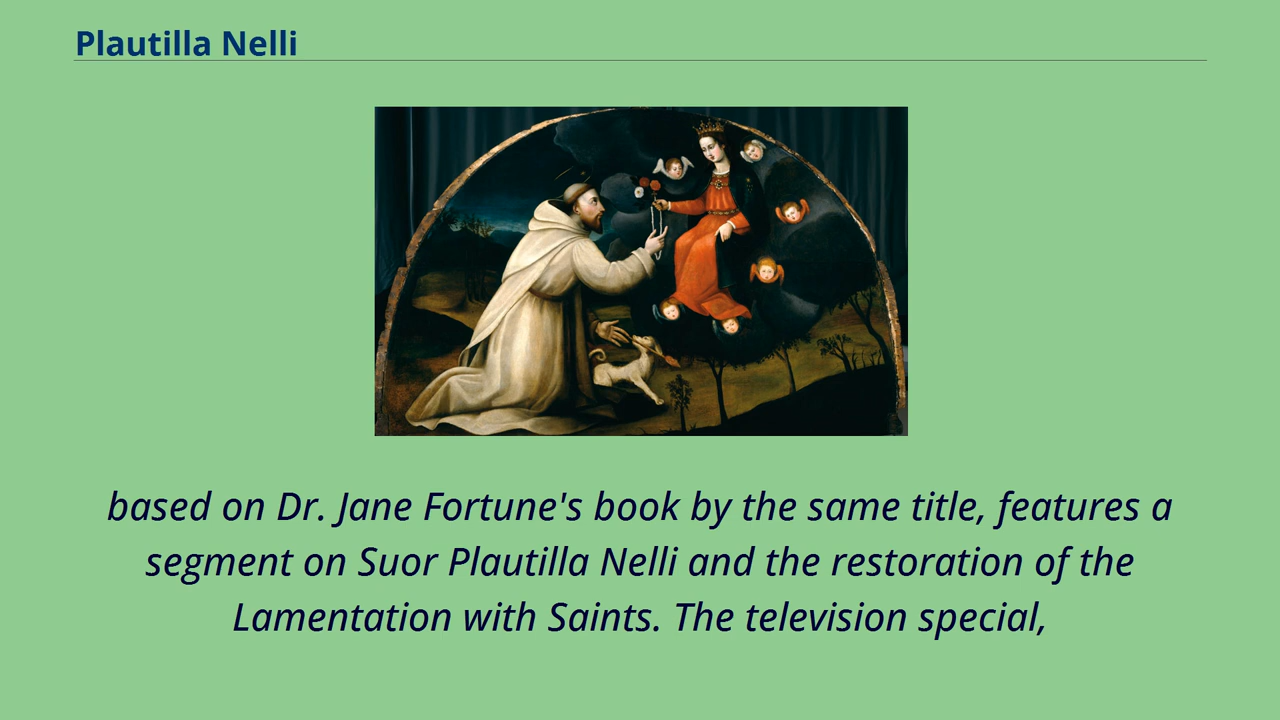 Plautilla Nelli
based on Dr. Jane Fortune's book by the same title, features a
segment on Suor Plautilla Nelli and the restoration of the
Lamentation with Saints. The television special,